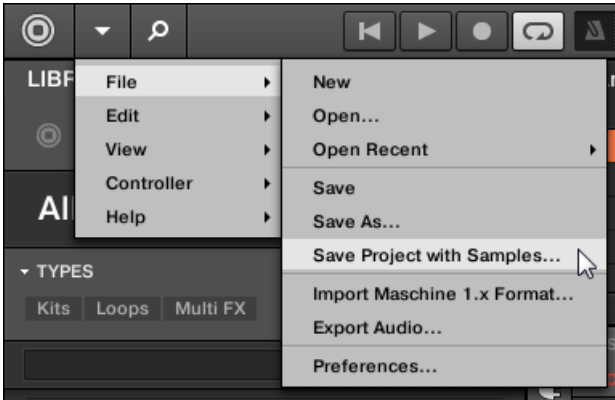 LIBR
File
Edit
View
Controller
Help
New
Open...
Open Recent
Save
Save As...
Save Project with Samples...
Import Maschine 1.x Format...
Export Audio...
Preferences...
TYPES
Kits Loops Multi FX